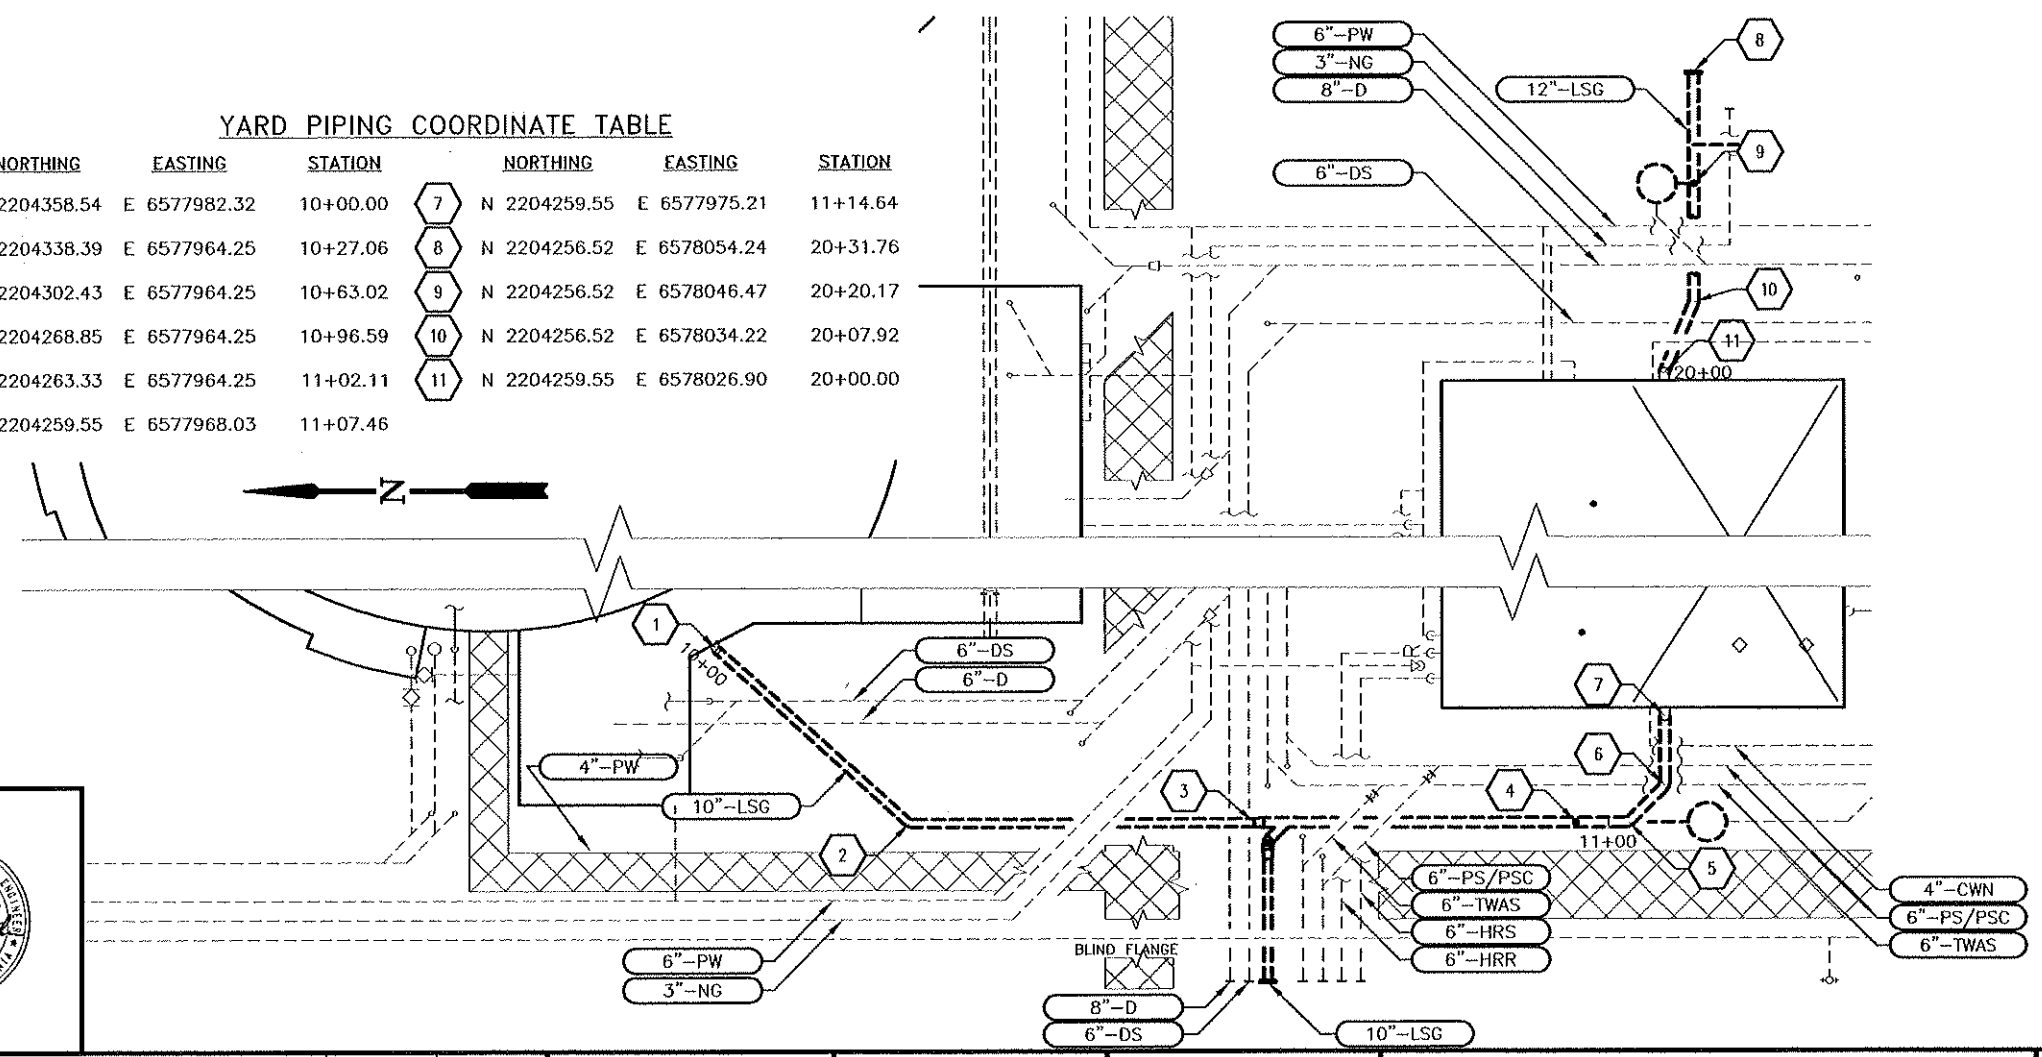 YARD PIPING COORDINATE TABLE
NORTHING EASTING STATION NORTHING EASTING STATION
2204358.54 E 6577982.32 10+00.00 7 N 2204259.55 E 6577975.21 11+14.64
2204338.39 E 6577964.25 10+27.06 8 N 2204256.52 E 6578054.24 20+31.76
2204302.43 E 6577964.25 10+63.02 9 N 2204256.52 E 6578046.47 20+20.17
2204268.85 E 6577964.25 10+96.59 10 N 2204256.52 E 6578034.22 20+07.92
2204263.33 E 6577964.25 11+02.11 11 N 2204259.55 E 6578026.90 20+00.00
2204259.55 E 6577968.03 11+07.46
N
6"-PW
3"-NG
8"-D
6"-DS
12"-LSG
8
9
10
11
20+00
1
10+00
6"-DS
6"-D
4"-PW
10"-LSG
2
3
4
5
6
7
11+00
6"-PS/PSC
6"-TWAS
6"-HRS
6"-HRR
4"-CWN
6"-PS/PSC
6"-TWAS
6"-PW
3"-NG
BLIND FLANGE
8"-D
6"-DS
10"-LSG
ENGINEER